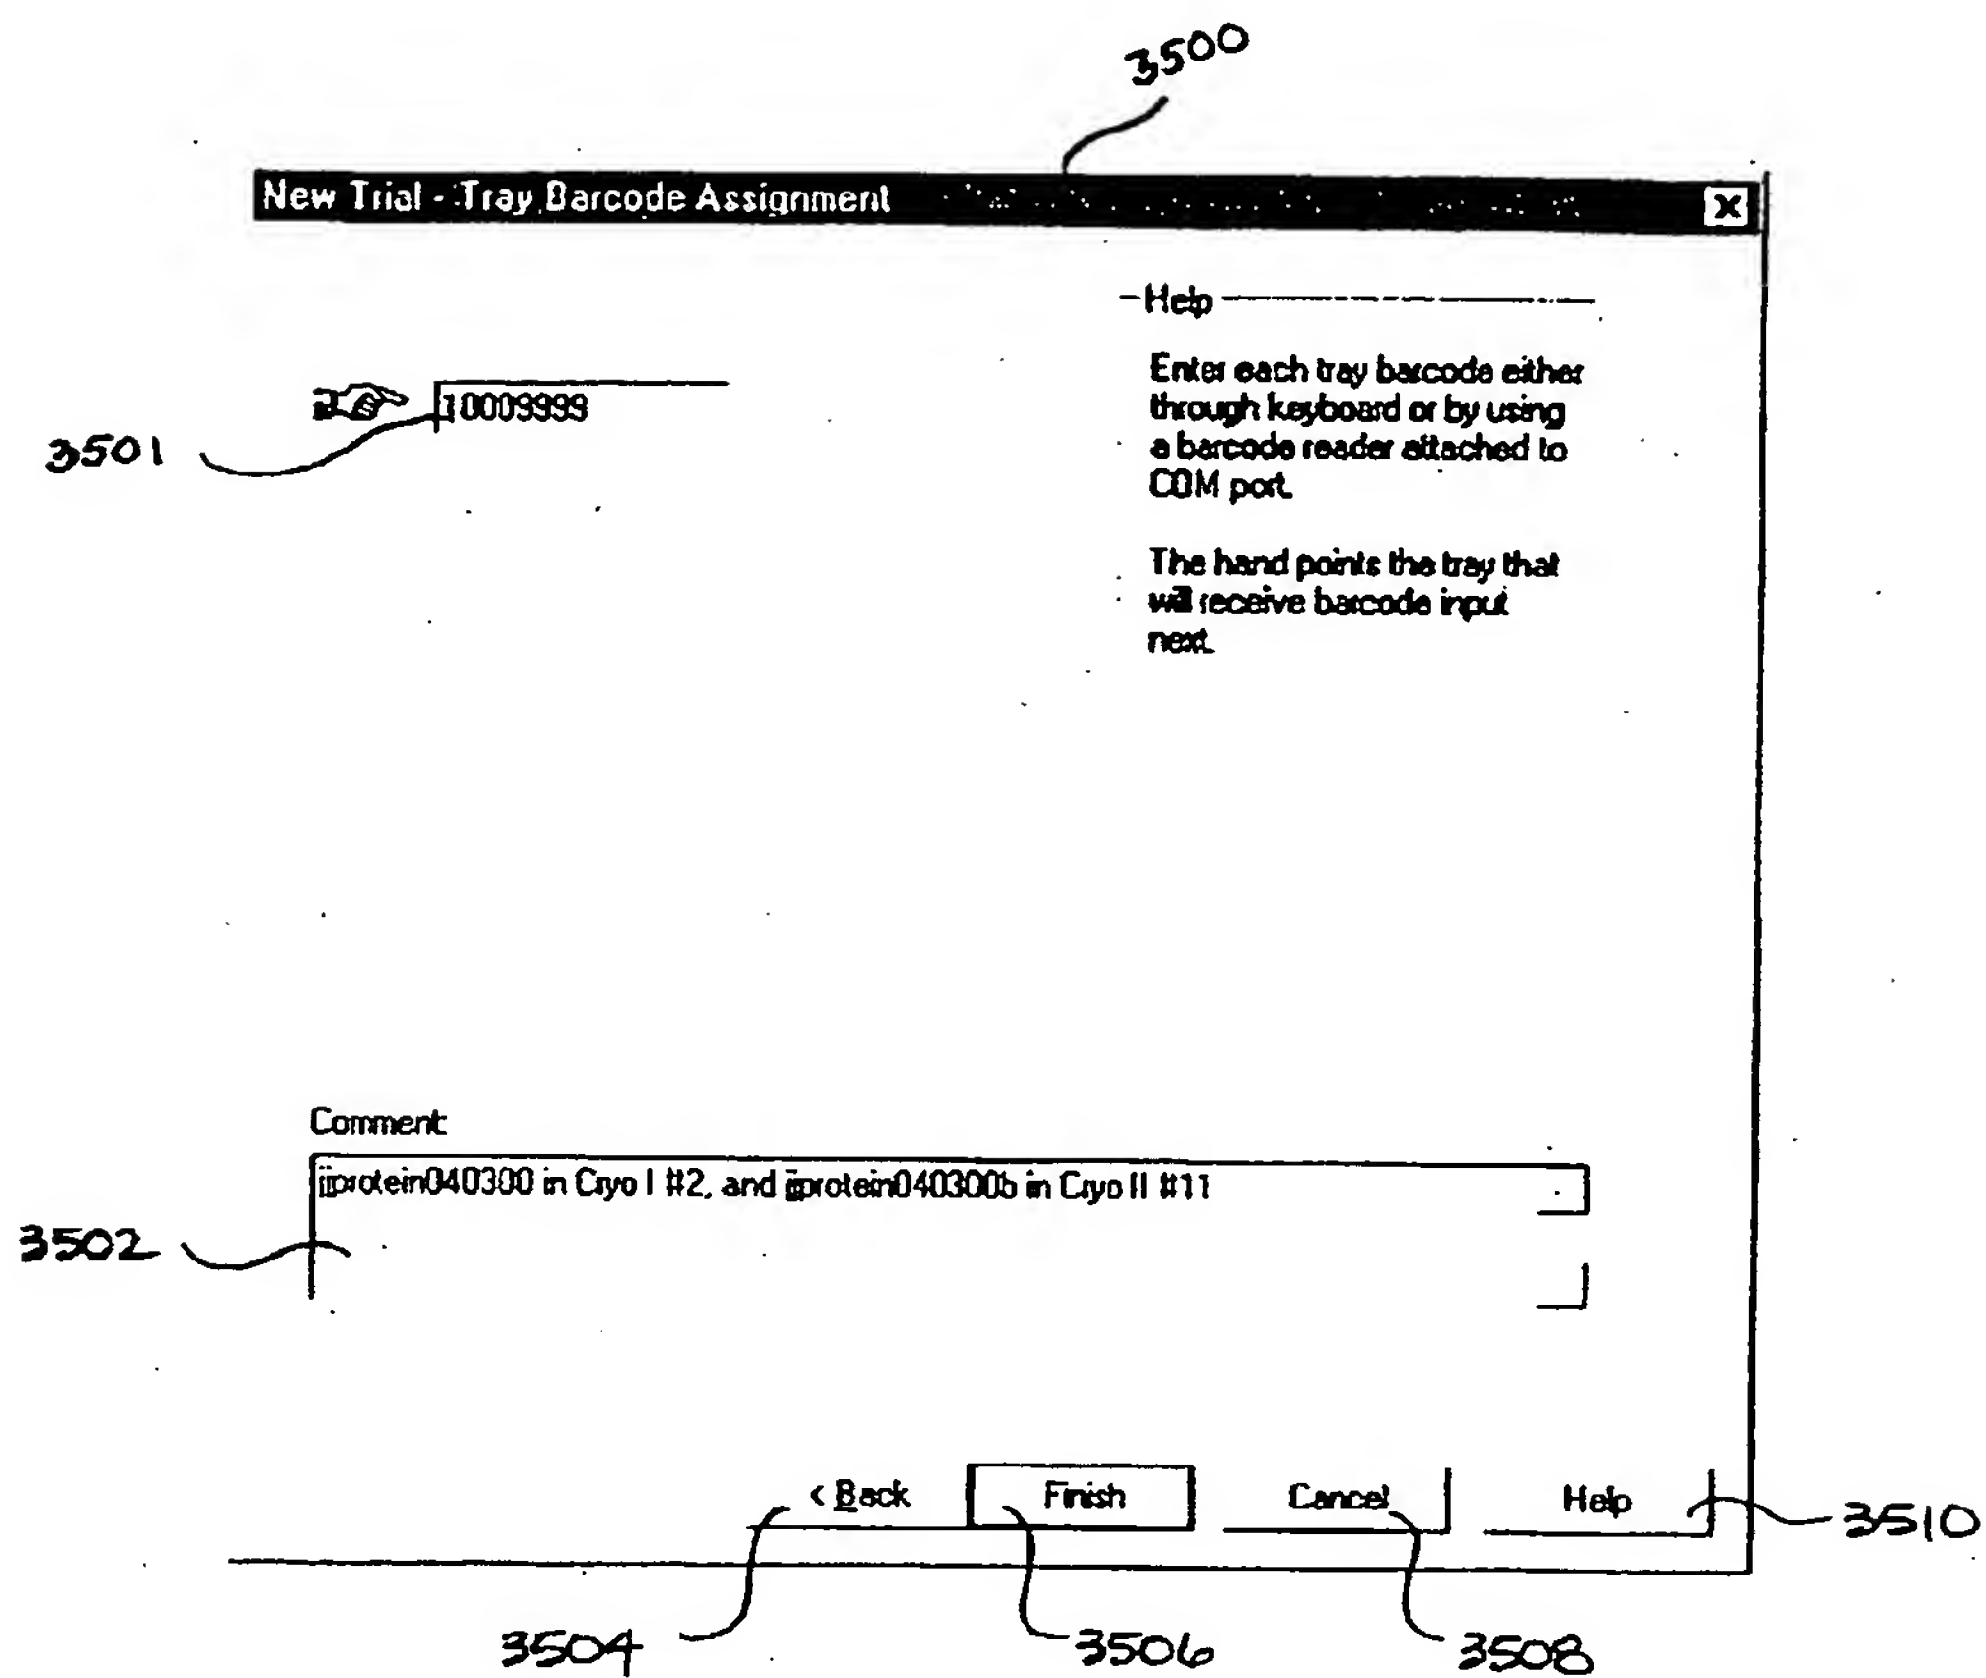 3500
New Trial - Tray Barcode Assignment
Help
10009999
Enter each tray barcode either
through keyboard or by using
a barcode reader attached to
COM port.
3501
The hand points the tray that
will receive barcode input
next.
Comment:
jjprotein040300 in Cryo I #2, and jjprotein040300b in Cryo II #11
3502
< Back Finish Cancel Help
3510
3504 3506 3508